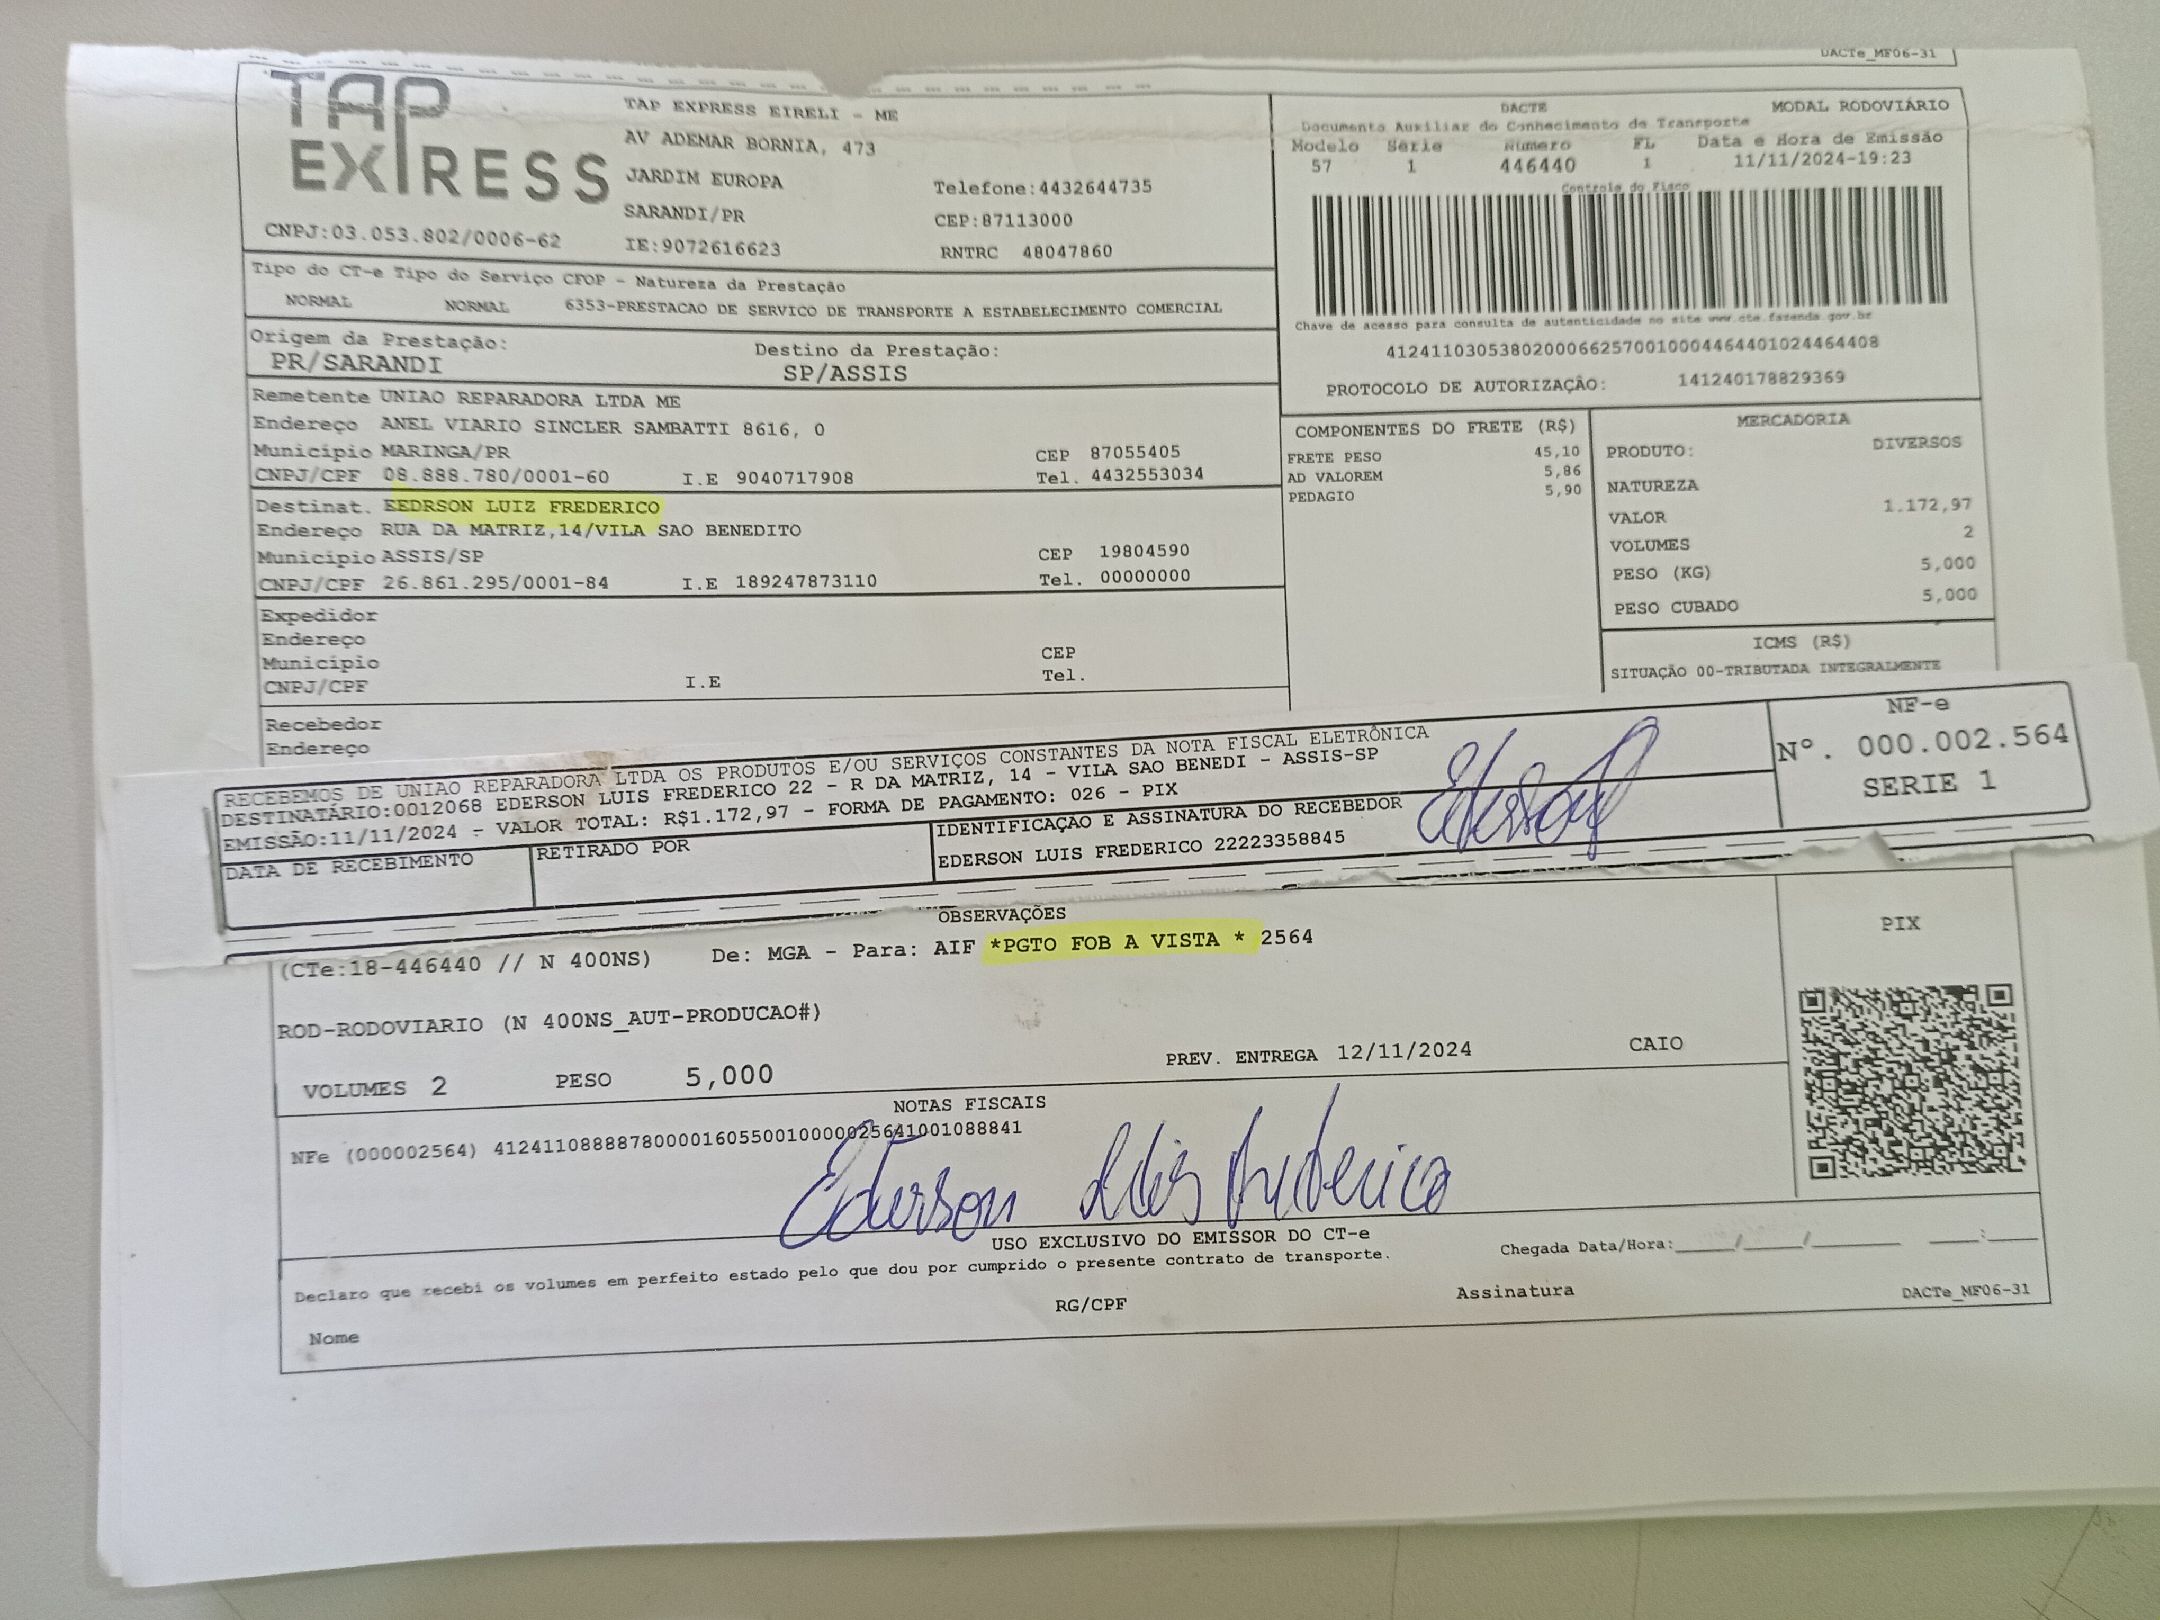 DACTe_MF06-31
TAP
EXPRESS
TAP EXPRESS EIRELI - ME
AV ADEMAR BORNIA, 473
JARDIM EUROPA
Telefone:4432644735
SARANDI/PR
CEP:87113000
CNPJ:03.053.802/0006-62
IE:9072616623
RNTRC 48047860
DACTE MODAL RODOVIÁRIO
Documento Auxiliar do Conhecimento de Transporte
Modelo Série Número FL Data e Hora de Emissão
57 1 446440 1 11/11/2024-19:23
Controle do Fisco
Chave de acesso para consulta de autenticidade no site www.cte.fazenda.gov.br
41241103053802000662570010004464401024464408
PROTOCOLO DE AUTORIZAÇÃO: 141240178829369
Tipo do CT-e Tipo do Serviço CFOP - Natureza da Prestação
NORMAL NORMAL 6353-PRESTACAO DE SERVICO DE TRANSPORTE A ESTABELECIMENTO COMERCIAL
Origem da Prestação: Destino da Prestação:
PR/SARANDI SP/ASSIS
Remetente UNIAO REPARADORA LTDA ME
Endereço ANEL VIARIO SINCLER SAMBATTI 8616, 0
Município MARINGA/PR CEP 87055405
CNPJ/CPF 08.888.780/0001-60 I.E 9040717908 Tel. 4432553034
Destinat. EEDRSON LUIZ FREDERICO
Endereço RUA DA MATRIZ,14/VILA SAO BENEDITO
Município ASSIS/SP CEP 19804590
CNPJ/CPF 26.861.295/0001-84 I.E 189247873110 Tel. 00000000
Expedidor
Endereço
Município CEP
CNPJ/CPF I.E Tel.
Recebedor
Endereço
COMPONENTES DO FRETE (R$)
FRETE PESO 45,10
AD VALOREM 5,86
PEDAGIO 5,90
MERCADORIA
PRODUTO: DIVERSOS
NATUREZA
VALOR 1.172,97
VOLUMES 2
PESO (KG) 5,000
PESO CUBADO 5,000
ICMS (R$)
SITUAÇÃO 00-TRIBUTADA INTEGRALMENTE
RECEBEMOS DE UNIAO REPARADORA LTDA OS PRODUTOS E/OU SERVIÇOS CONSTANTES DA NOTA FISCAL ELETRÔNICA
DESTINATÁRIO:0012068 EDERSON LUIS FREDERICO 22 - R DA MATRIZ, 14 - VILA SAO BENEDI - ASSIS-SP
EMISSÃO:11/11/2024 - VALOR TOTAL: R$1.172,97 - FORMA DE PAGAMENTO: 026 - PIX
DATA DE RECEBIMENTO
RETIRADO POR
IDENTIFICAÇÃO E ASSINATURA DO RECEBEDOR
EDERSON LUIS FREDERICO 22223358845
NF-e
Nº. 000.002.564
SERIE 1
OBSERVAÇÕES
(CTe:18-446440 // N 400NS) De: MGA - Para: AIF *PGTO FOB A VISTA * 2564
ROD-RODOVIARIO (N 400NS_AUT-PRODUCAO#)
PREV. ENTREGA 12/11/2024 CAIO
VOLUMES 2 PESO 5,000
PIX
NOTAS FISCAIS
NFe (000002564) 41241108888780000160550010000025641001088841
Ederson Luis Frederico
USO EXCLUSIVO DO EMISSOR DO CT-e
Declaro que recebi os volumes em perfeito estado pelo que dou por cumprido o presente contrato de transporte.
Chegada Data/Hora:_____/_____/_______ ____:____
Nome RG/CPF Assinatura
DACTe_MF06-31